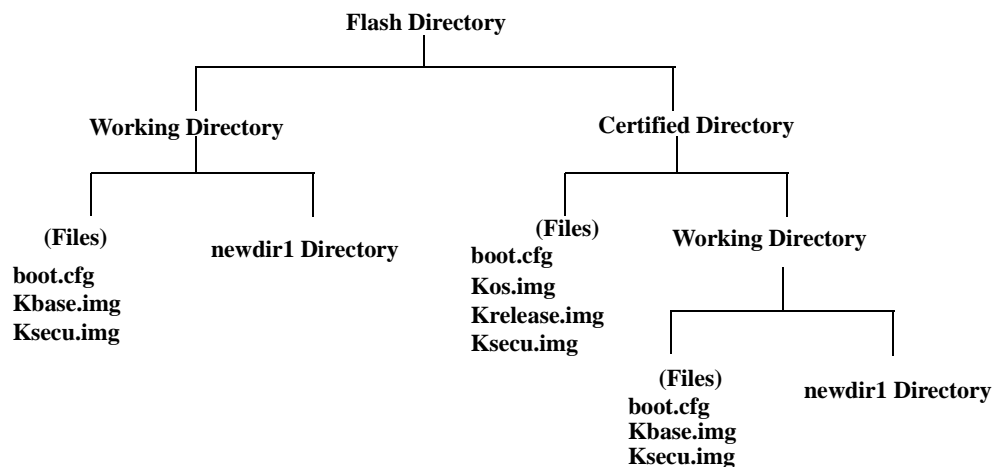 Flash Directory
Working Directory
Certified Directory
(Files)
boot.cfg
Kbase.img
Ksecu.img
newdir1 Directory
(Files)
boot.cfg
Kos.img
Krelease.img
Ksecu.img
Working Directory
(Files)
boot.cfg
Kbase.img
Ksecu.img
newdir1 Directory